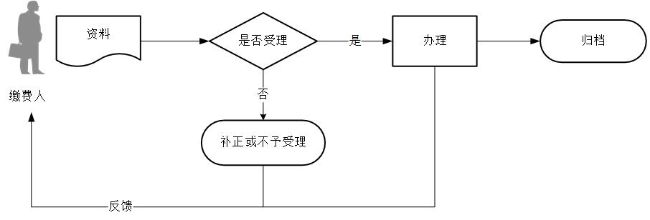 资料
是否受理
是
办理
归档
缴费人
否
补正或不予受理
反馈